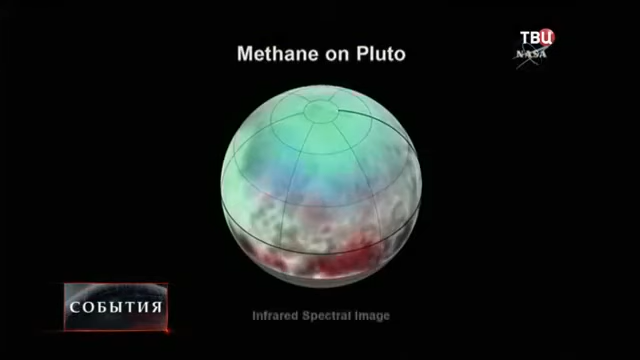 ТВЦ
NASA
Methane on Pluto
СОБЫТИЯ
Infrared Spectral Image